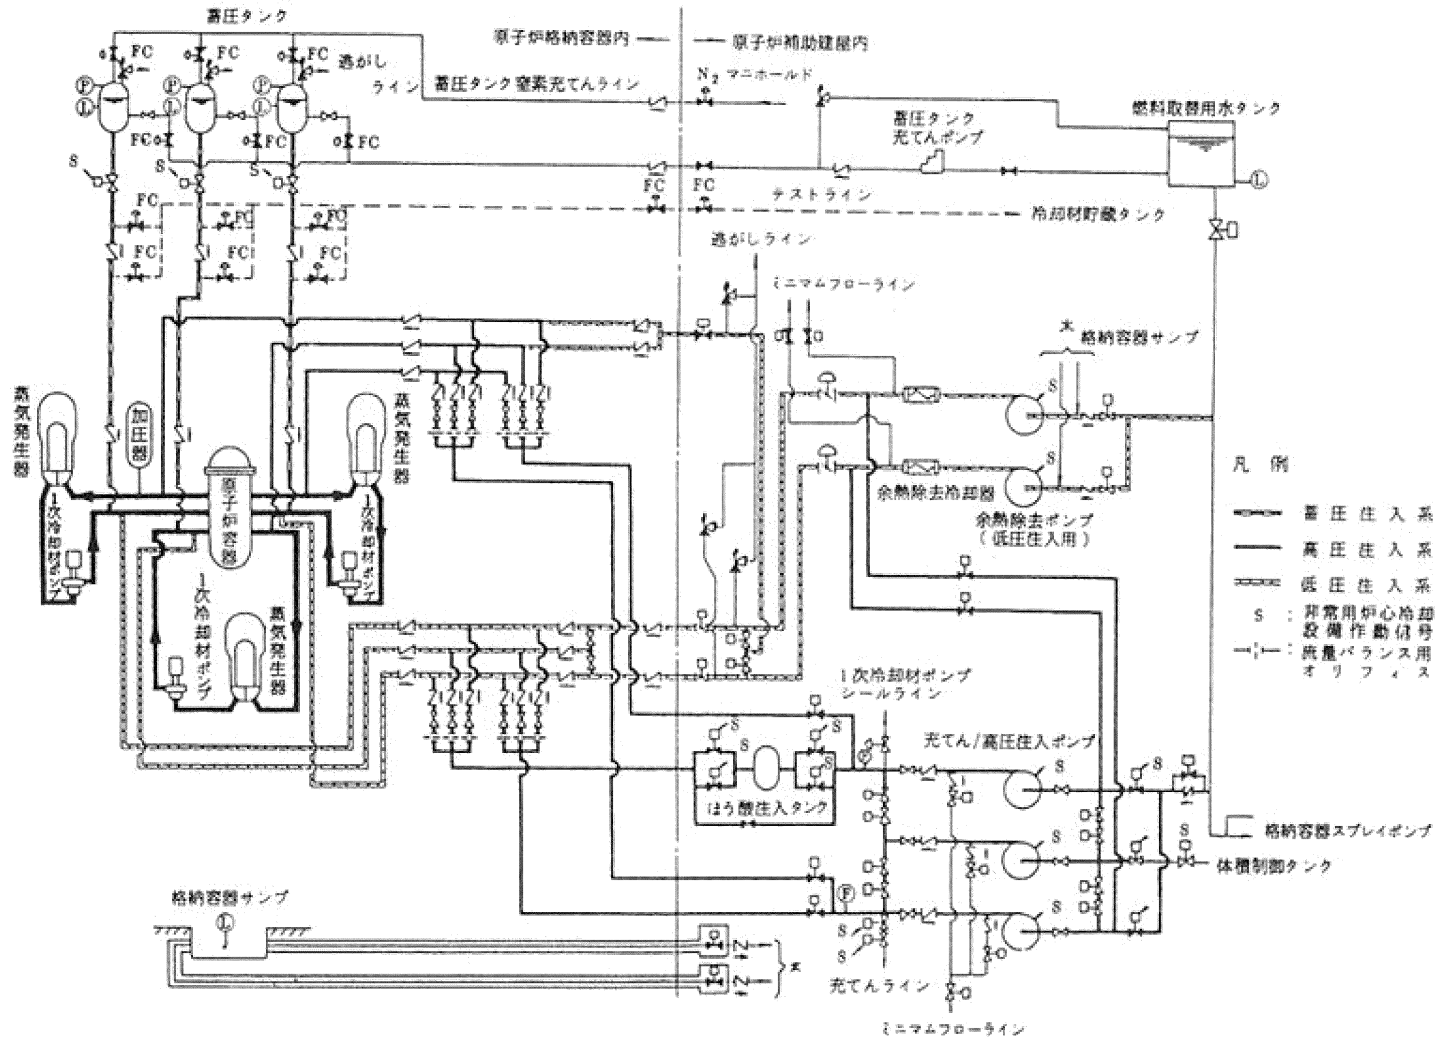 蓄圧タンク
原子炉格納容器内
原子炉補助建屋内
FC
FC
FC
逃がし
ライン
蓄圧タンク窒素充てんライン
N₂ マニホールド
燃料取替用水タンク
P
P
P
L
L
L
蓄圧タンク
充てんポンプ
FC
FC
FC
S
S
S
L
FC
FC
テストライン
冷却材貯蔵タンク
FC
FC
FC
逃がしライン
FC
FC
FC
ミニマムフローライン
格納容器サンプ
蒸気発生器
加圧器
蒸気発生器
S
原子炉容器
S
余熱除去冷却器
余熱除去ポンプ
(低圧注入用)
1次冷却材ポンプ
1次冷却材ポンプ
1次冷却材ポンプ
蒸気発生器
凡 例
蓄圧注入系
高圧注入系
低圧注入系
S : 非常用炉心冷却
設備作動信号
: 流量バランス用
オリフィス
1次冷却材ポンプ
シールライン
S
S
S
S
充てん/高圧注入ポンプ
S
S
ほう酸注入タンク
格納容器スプレイポンプ
S
S
体積制御タンク
格納容器サンプ
L
F
S
S
S
充てんライン
ミニマムフローライン